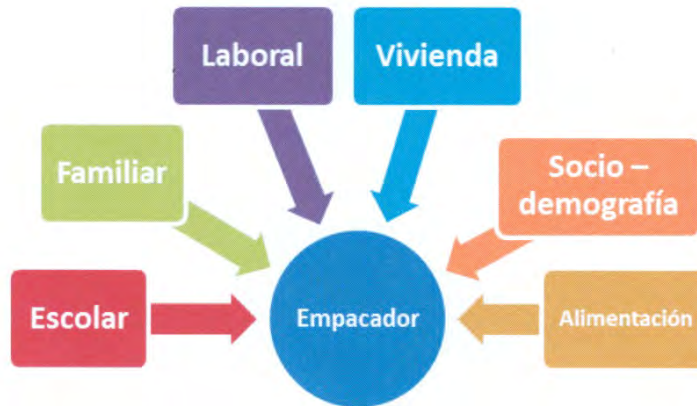 Laboral
Vivienda
Familiar
Socio –
demografía
Escolar
Empacador
Alimentación